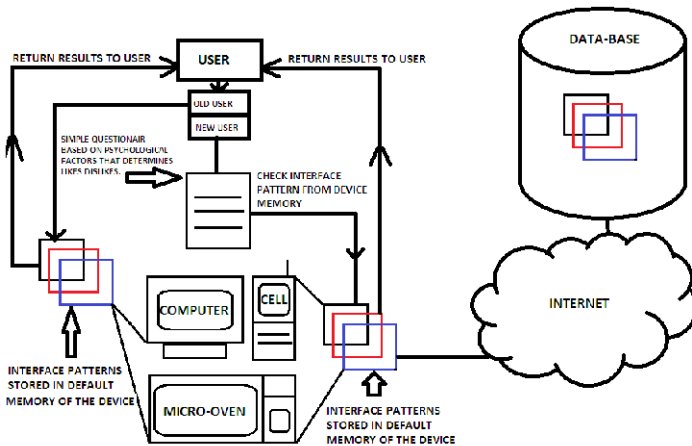 DATA-BASE
RETURN RESULTS TO USER
USER
RETURN RESULTS TO USER
OLD USER
NEW USER
SIMPLE QUESTIONAIR
BASED ON PSYCHOLOGICAL
FACTORS THAT DETERMINES
LIKES DISLIKES.
CHECK INTERFACE
PATTERN FROM DEVICE
MEMORY
COMPUTER
CELL
INTERNET
INTERFACE PATTERNS
STORED IN DEFAULT
MEMORY OF THE DEVICE
MICRO-OVEN
INTERFACE PATTERNS
STORED IN DEFAULT
MEMORY OF THE DEVICE